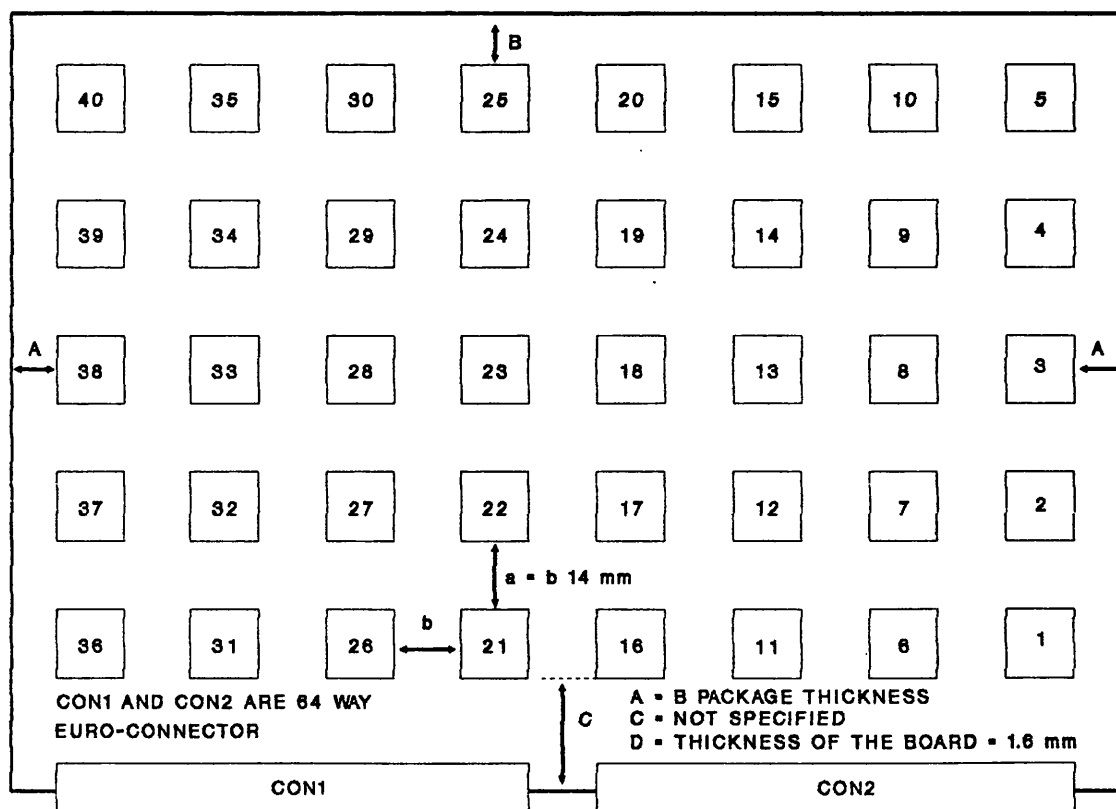 B
40 35 30 25 20 15 10 5
39 34 29 24 19 14 9 4
A A
38 33 28 23 18 13 8 3
37 32 27 22 17 12 7 2
a = b 14 mm
b
36 31 26 21 16 11 6 1
CON1 AND CON2 ARE 64 WAY
EURO-CONNECTOR
C
A = B PACKAGE THICKNESS
C = NOT SPECIFIED
D = THICKNESS OF THE BOARD = 1.6 mm
CON1 CON2